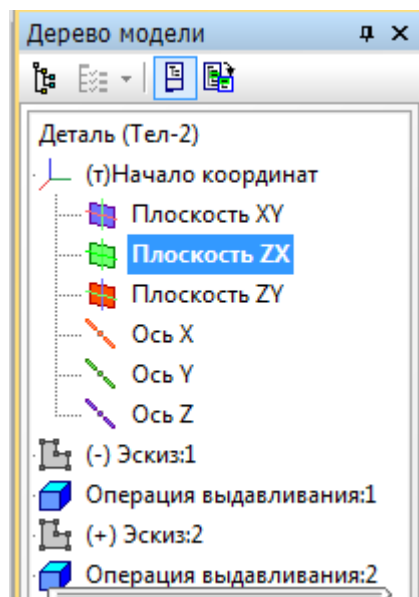 Дерево модели
Деталь (Тел-2)
(т)Начало координат
Плоскость XY
Плоскость ZX
Плоскость ZY
Ось X
Ось Y
Ось Z
(-) Эскиз:1
Операция выдавливания:1
(+) Эскиз:2
Операция выдавливания:2